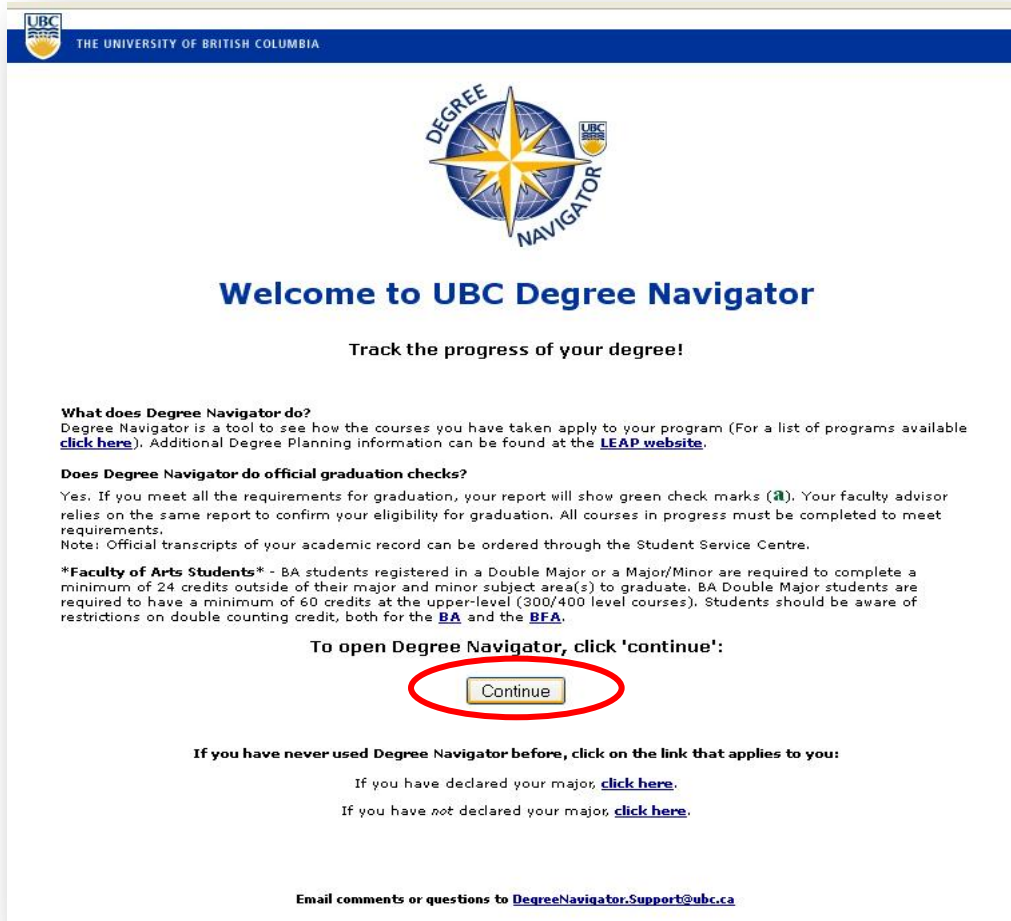 UBC
THE UNIVERSITY OF BRITISH COLUMBIA
DEGREE
UBC
NAVIGATOR
Welcome to UBC Degree Navigator
Track the progress of your degree!
What does Degree Navigator do?
Degree Navigator is a tool to see how the courses you have taken apply to your program (For a list of programs available
click here). Additional Degree Planning information can be found at the LEAP website.
Does Degree Navigator do official graduation checks?
Yes. If you meet all the requirements for graduation, your report will show green check marks (a). Your faculty advisor
relies on the same report to confirm your eligibility for graduation. All courses in progress must be completed to meet
requirements.
Note: Official transcripts of your academic record can be ordered through the Student Service Centre.
*Faculty of Arts Students* - BA students registered in a Double Major or a Major/Minor are required to complete a
minimum of 24 credits outside of their major and minor subject area(s) to graduate. BA Double Major students are
required to have a minimum of 60 credits at the upper-level (300/400 level courses). Students should be aware of
restrictions on double counting credit, both for the BA and the BFA.
To open Degree Navigator, click 'continue':
Continue
If you have never used Degree Navigator before, click on the link that applies to you:
If you have declared your major, click here.
If you have not declared your major, click here.
Email comments or questions to DegreeNavigator.Support@ubc.ca